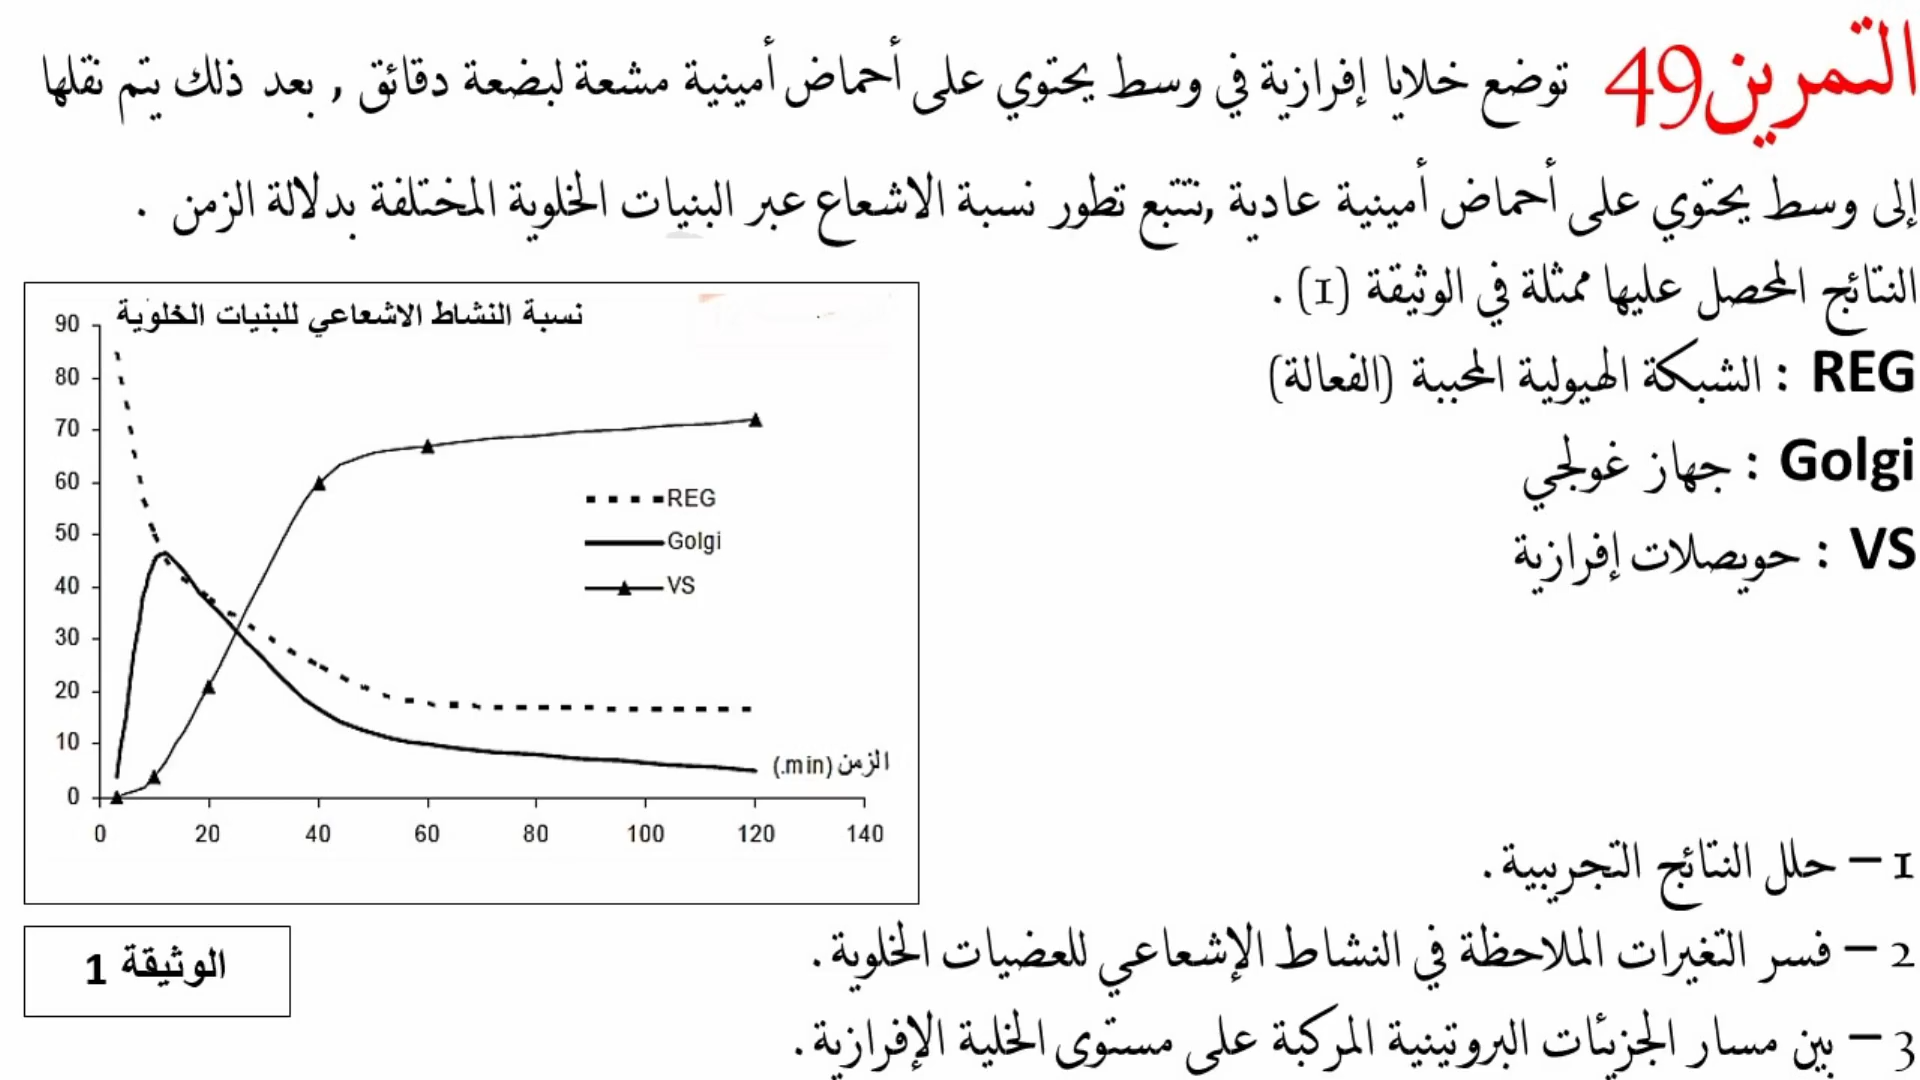 التمرين49 توضع خلايا إفرازية في وسط يحتوي على أحماض أمينية مشعة لبضعة دقائق , بعد ذلك يتم نقلها
إلى وسط يحتوي على أحماض أمينية عادية ,نتتبع تطور نسبة الاشعاع عبر البنيات الخلوية المختلفة بدلالة الزمن .
النتائج المحصل عليها ممثلة في الوثيقة (1) .
REG : الشبكة الهيولية المحببة (الفعالة)
Golgi : جهاز غولجي
VS : حويصلات إفرازية
نسبة النشاط الاشعاعي للبنيات الخلوية
90
80
70
60
50
40
30
20
10
0
REG
Golgi
VS
الزمن (min.)
0 20 40 60 80 100 120 140
الوثيقة 1
1 – حلل النتائج التجريبية .
2 – فسر التغيرات الملاحظة في النشاط الإشعاعي للعضيات الخلوية .
3 – بين مسار الجزيئات البروتينية المركبة على مستوى الخلية الإفرازية .